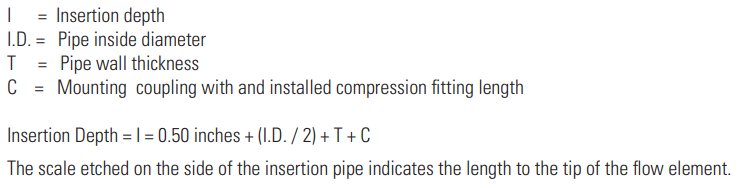 I = Insertion depth
I.D. = Pipe inside diameter
T = Pipe wall thickness
C = Mounting coupling with and installed compression fitting length
Insertion Depth = I = 0.50 inches + (I.D. / 2) + T + C
The scale etched on the side of the insertion pipe indicates the length to the tip of the flow element.